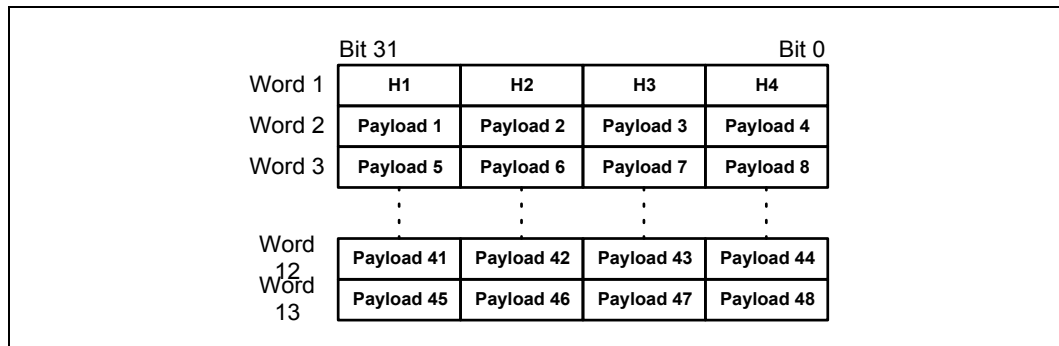 Bit 31 Bit 0
Word 1 H1 H2 H3 H4
Word 2 Payload 1 Payload 2 Payload 3 Payload 4
Word 3 Payload 5 Payload 6 Payload 7 Payload 8
Word
12 Payload 41 Payload 42 Payload 43 Payload 44
Word
13 Payload 45 Payload 46 Payload 47 Payload 48